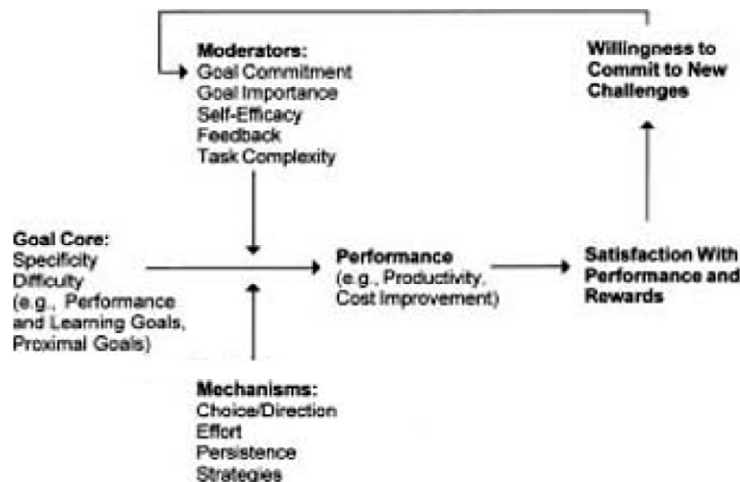 Moderators:
Goal Commitment
Goal Importance
Self-Efficacy
Feedback
Task Complexity
Willingness to
Commit to New
Challenges
Goal Core:
Specificity
Difficulty
(e.g., Performance
and Learning Goals,
Proximal Goals)
Performance
(e.g., Productivity,
Cost Improvement)
Satisfaction With
Performance and
Rewards
Mechanisms:
Choice/Direction
Effort
Persistence
Strategies